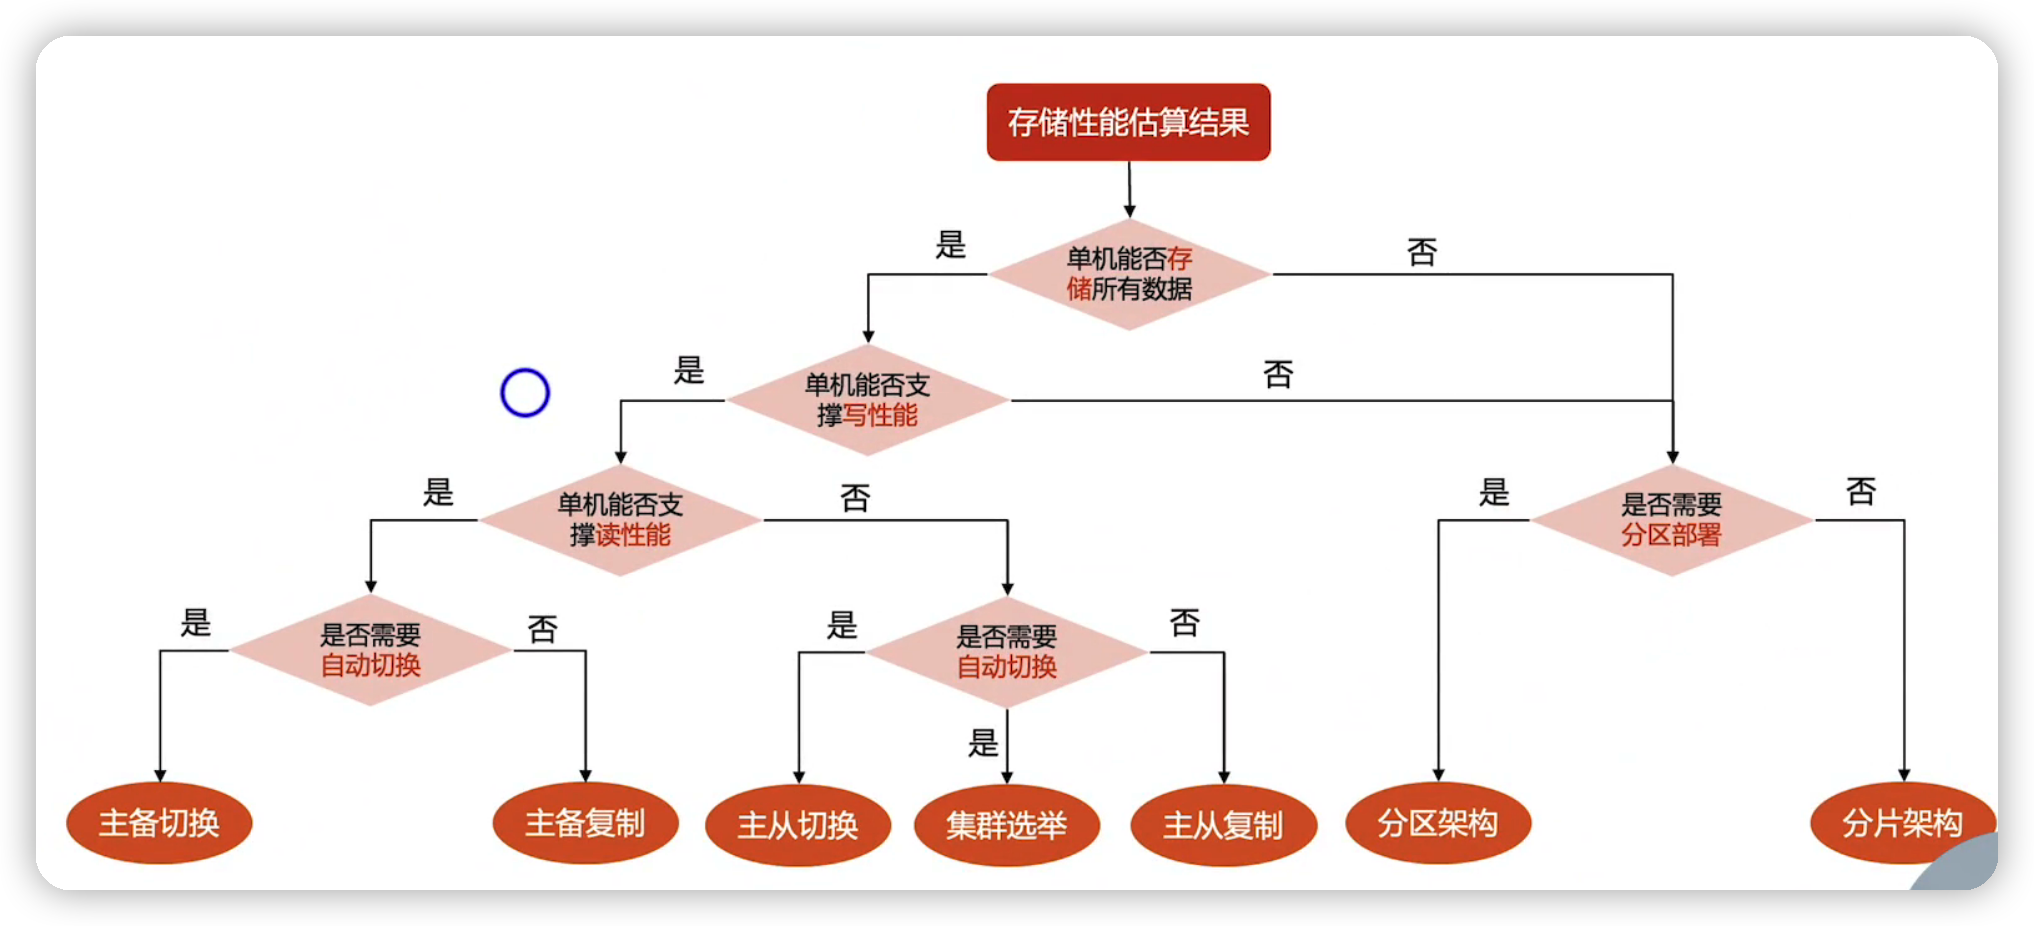 存储性能估算结果
是
单机能否存
储所有数据
否
是
单机能否支
撑写性能
否
是
单机能否支
撑读性能
否
是
是否需要
分区部署
否
是
是否需要
自动切换
否
是
是否需要
自动切换
否
是
主备切换
主备复制
主从切换
集群选举
主从复制
分区架构
分片架构